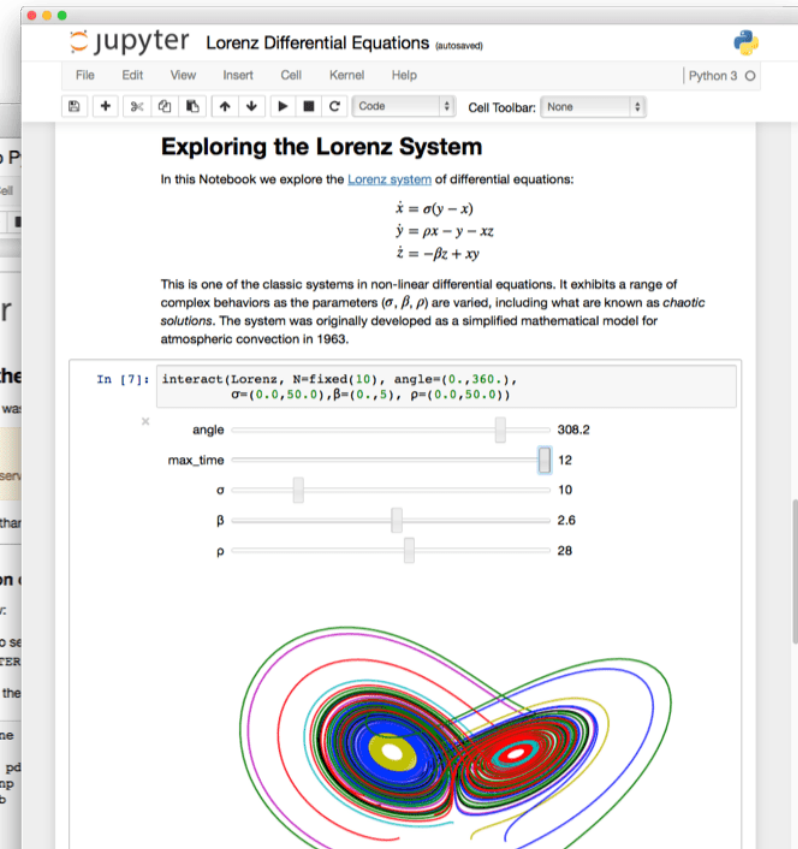 jupyter Lorenz Differential Equations (autosaved)
File Edit View Insert Cell Kernel Help Python 3
Code Cell Toolbar: None
Exploring the Lorenz System
In this Notebook we explore the Lorenz system of differential equations:
ẋ = σ(y − x)
ẏ = ρx − y − xz
ż = −βz + xy
This is one of the classic systems in non-linear differential equations. It exhibits a range of
complex behaviors as the parameters (σ, β, ρ) are varied, including what are known as chaotic
solutions. The system was originally developed as a simplified mathematical model for
atmospheric convection in 1963.
In [7]: interact(Lorenz, N=fixed(10), angle=(0.,360.),
σ=(0.0,50.0),β=(0.,5), ρ=(0.0,50.0))
angle 308.2
max_time 12
σ 10
β 2.6
ρ 28